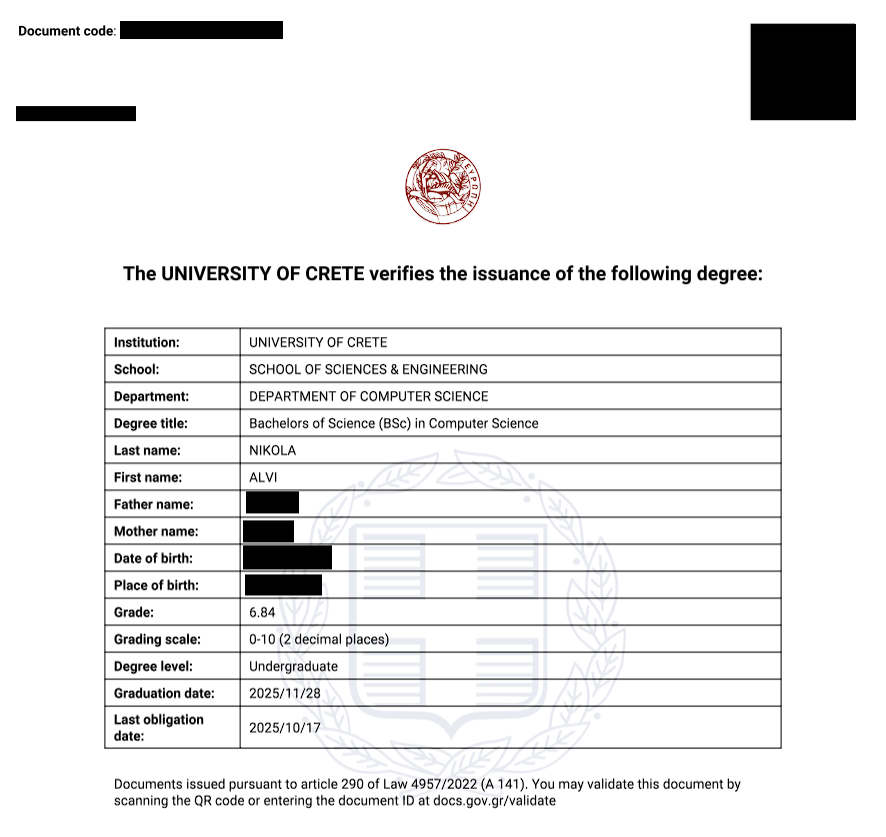 Document code:
ΕΥΡΩΠΗ
The UNIVERSITY OF CRETE verifies the issuance of the following degree:
Institution: UNIVERSITY OF CRETE
School: SCHOOL OF SCIENCES & ENGINEERING
Department: DEPARTMENT OF COMPUTER SCIENCE
Degree title: Bachelors of Science (BSc) in Computer Science
Last name: NIKOLA
First name: ALVI
Father name:
Mother name:
Date of birth:
Place of birth:
Grade: 6.84
Grading scale: 0-10 (2 decimal places)
Degree level: Undergraduate
Graduation date: 2025/11/28
Last obligation
date: 2025/10/17
Documents issued pursuant to article 290 of Law 4957/2022 (A 141). You may validate this document by
scanning the QR code or entering the document ID at docs.gov.gr/validate